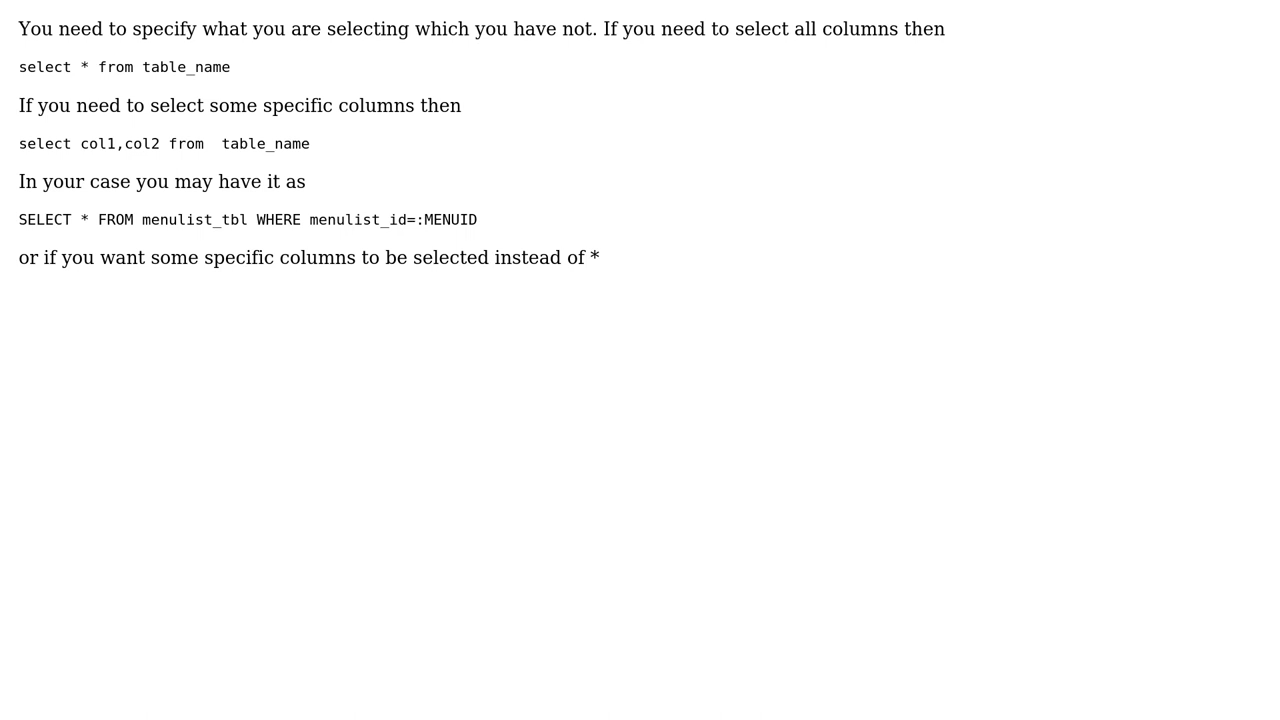 You need to specify what you are selecting which you have not. If you need to select all columns then
select * from table_name
If you need to select some specific columns then
select col1,col2 from  table_name
In your case you may have it as
SELECT * FROM menulist_tbl WHERE menulist_id=:MENUID
or if you want some specific columns to be selected instead of *